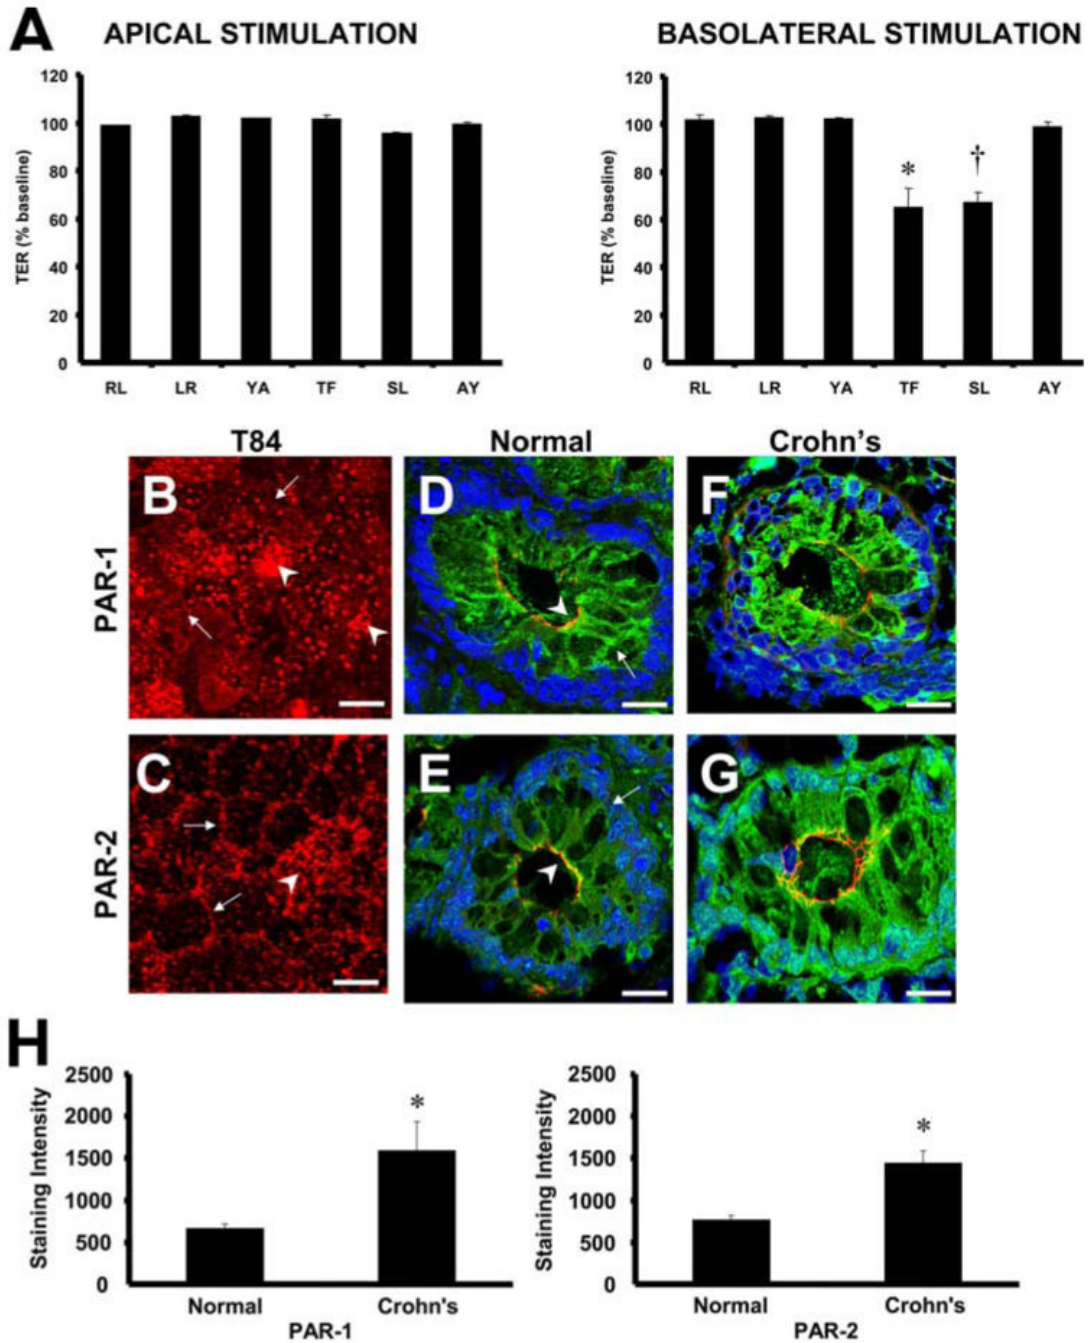 A
APICAL STIMULATION
BASOLATERAL STIMULATION
TER (% baseline)
120
100
80
60
40
20
0
RL LR YA TF SL AY
TER (% baseline)
120
100
80
60
40
20
0
* †
RL LR YA TF SL AY
T84 Normal Crohn's
PAR-1
B D F
PAR-2
C E G
H
Staining Intensity
2500
2000
1500
1000
500
0
*
Normal Crohn's
PAR-1
Staining Intensity
2500
2000
1500
1000
500
0
*
Normal Crohn's
PAR-2